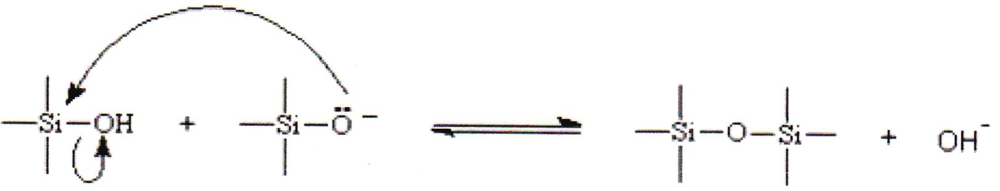 Si—OH + Si—Ö⁻ ⇌ Si—O—Si + OH⁻